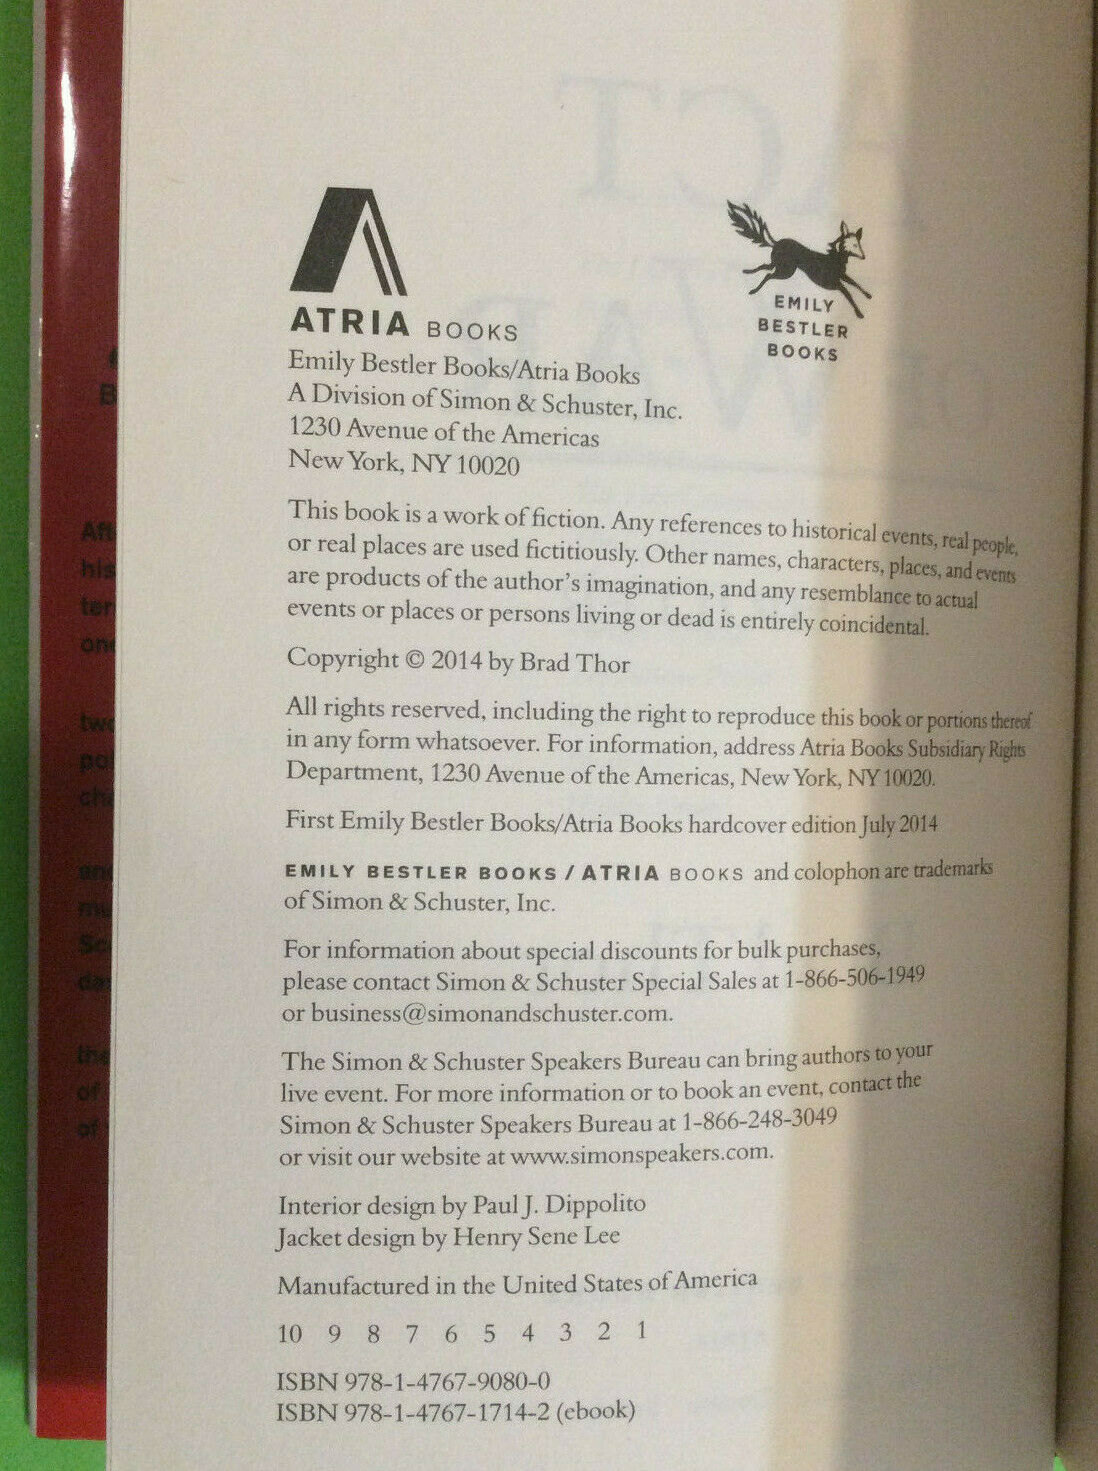 ATRIA BOOKS
EMILY
BESTLER
BOOKS
Emily Bestler Books/Atria Books
A Division of Simon & Schuster, Inc.
1230 Avenue of the Americas
New York, NY 10020
This book is a work of fiction. Any references to historical events, real people,
or real places are used fictitiously. Other names, characters, places, and events
are products of the author's imagination, and any resemblance to actual
events or places or persons living or dead is entirely coincidental.
Copyright © 2014 by Brad Thor
All rights reserved, including the right to reproduce this book or portions thereof
in any form whatsoever. For information, address Atria Books Subsidiary Rights
Department, 1230 Avenue of the Americas, New York, NY 10020.
First Emily Bestler Books/Atria Books hardcover edition July 2014
EMILY BESTLER BOOKS / ATRIA BOOKS and colophon are trademarks
of Simon & Schuster, Inc.
For information about special discounts for bulk purchases,
please contact Simon & Schuster Special Sales at 1-866-506-1949
or business@simonandschuster.com.
The Simon & Schuster Speakers Bureau can bring authors to your
live event. For more information or to book an event, contact the
Simon & Schuster Speakers Bureau at 1-866-248-3049
or visit our website at www.simonspeakers.com.
Interior design by Paul J. Dippolito
Jacket design by Henry Sene Lee
Manufactured in the United States of America
10 9 8 7 6 5 4 3 2 1
ISBN 978-1-4767-9080-0
ISBN 978-1-4767-1714-2 (ebook)